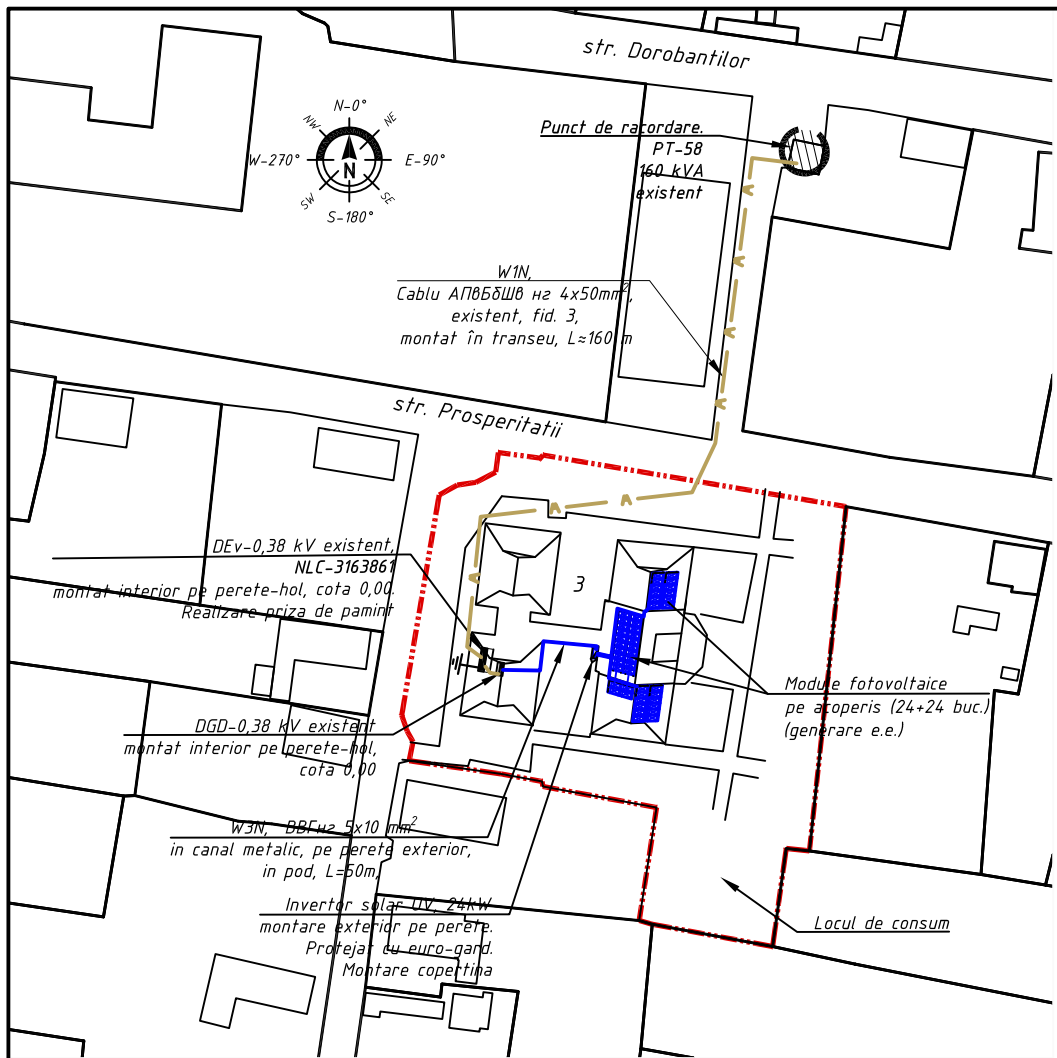 str. Dorobantilor
N-0°
NW
NE
W-270°
E-90°
N
SW
SE
S-180°
Punct de racordare.
PT-58
160 kVA
existent
W1N,
Cablu АПвБбШв нг 4x50mm²,
existent, fid. 3,
montat în transeu, L≈160 m
str. Prosperitatii
DEv-0,38 kV existent,
NLC-3163861
montat interior pe perete-hol, cota 0,00.
Realizare priza de pamint
3
Module fotovoltaice
pe acoperis (24+24 buc.)
(generare e.e.)
DGD-0,38 kV existent
montat interior pe perete-hol,
cota 0,00
W3N, ВВГнг 5x10 mm²
in canal metalic, pe perete exterior,
in pod, L=50m,
Invertor solar UV, 24kW
montare exterior pe perete.
Protejat cu euro-gard.
Montare copertina
Locul de consum